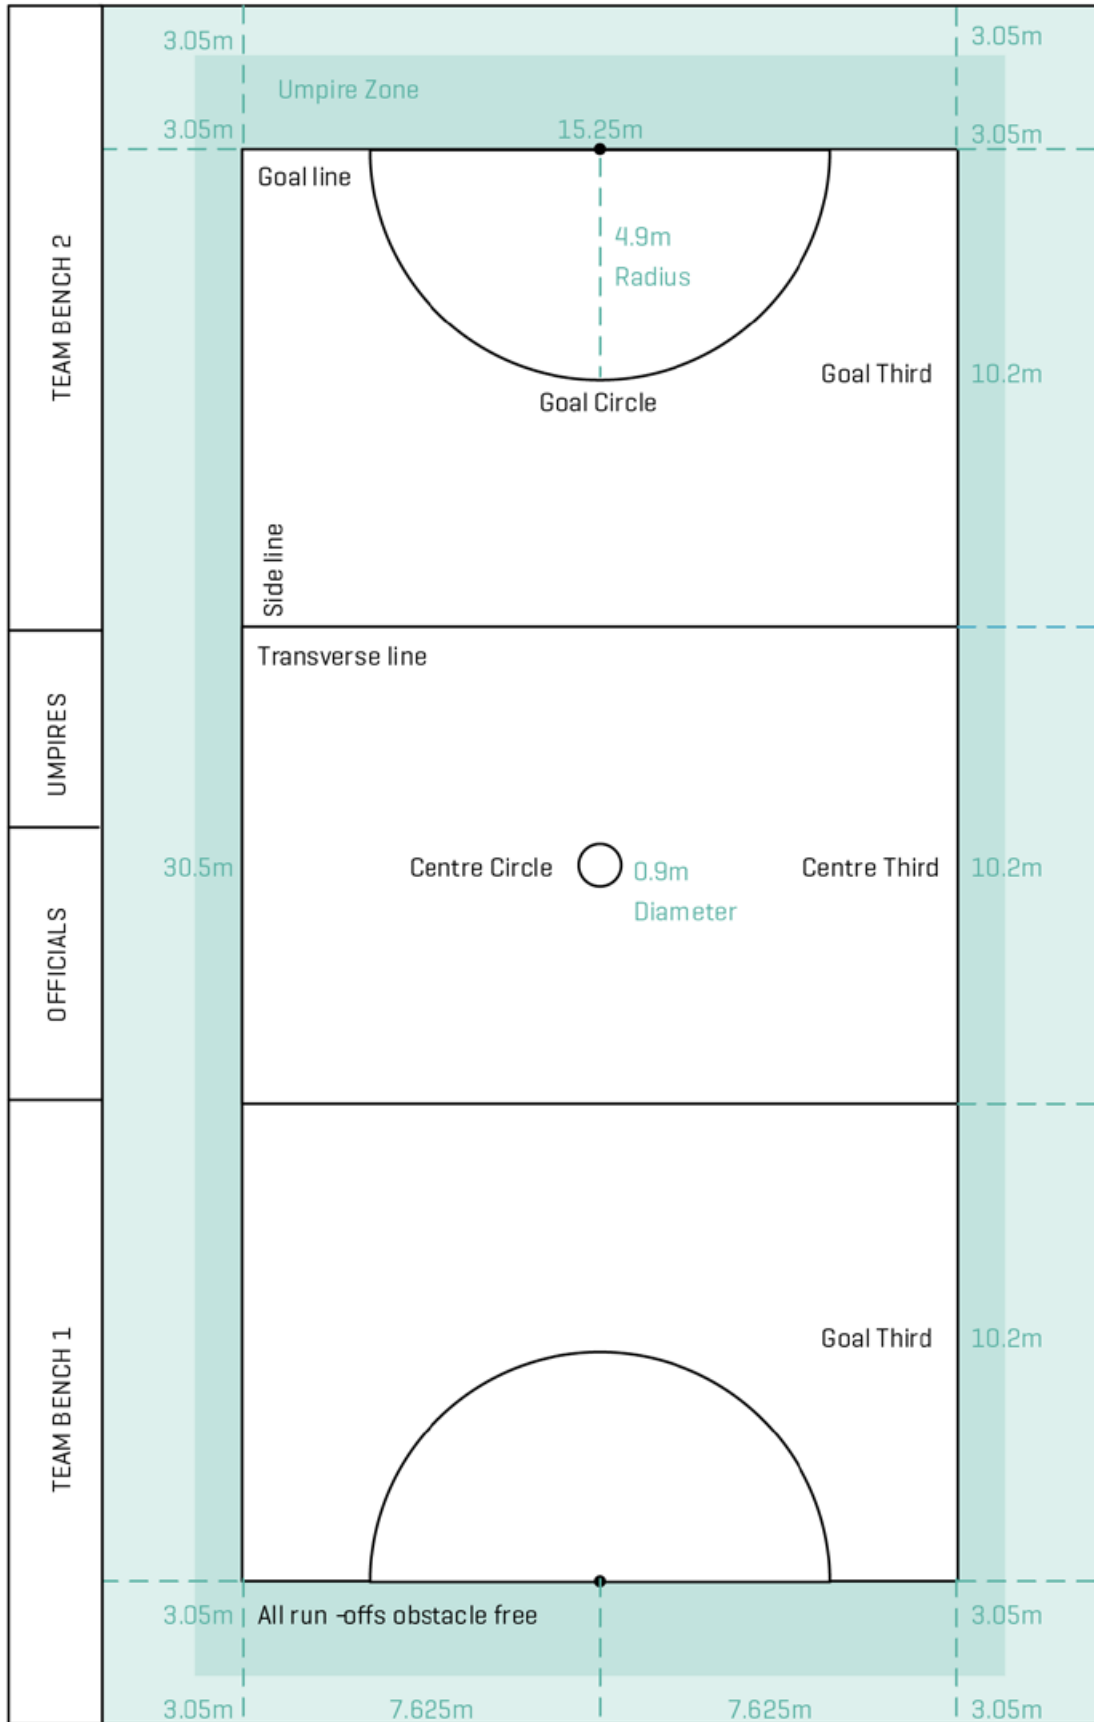 3.05m
3.05m
Umpire Zone
3.05m
15.25m
3.05m
Goal line
4.9m
Radius
TEAM BENCH 2
Goal Third
10.2m
Goal Circle
Side line
Transverse line
UMPIRES
30.5m
Centre Circle
0.9m
Diameter
Centre Third
10.2m
OFFICIALS
Goal Third
10.2m
TEAM BENCH 1
3.05m
All run -offs obstacle free
3.05m
3.05m
7.625m
7.625m
3.05m